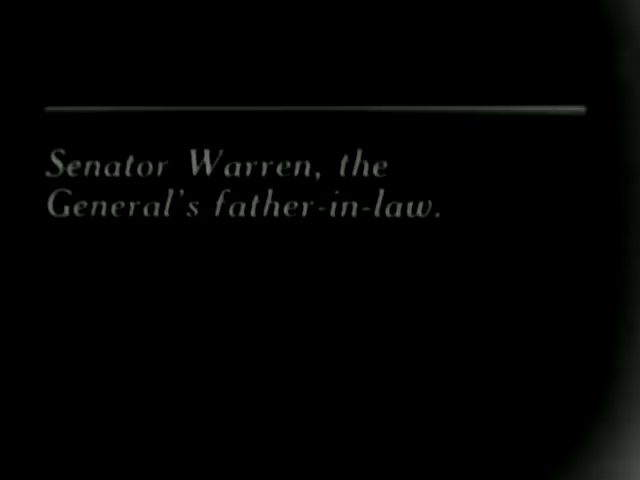 Senator Warren, the
General's father-in-law.